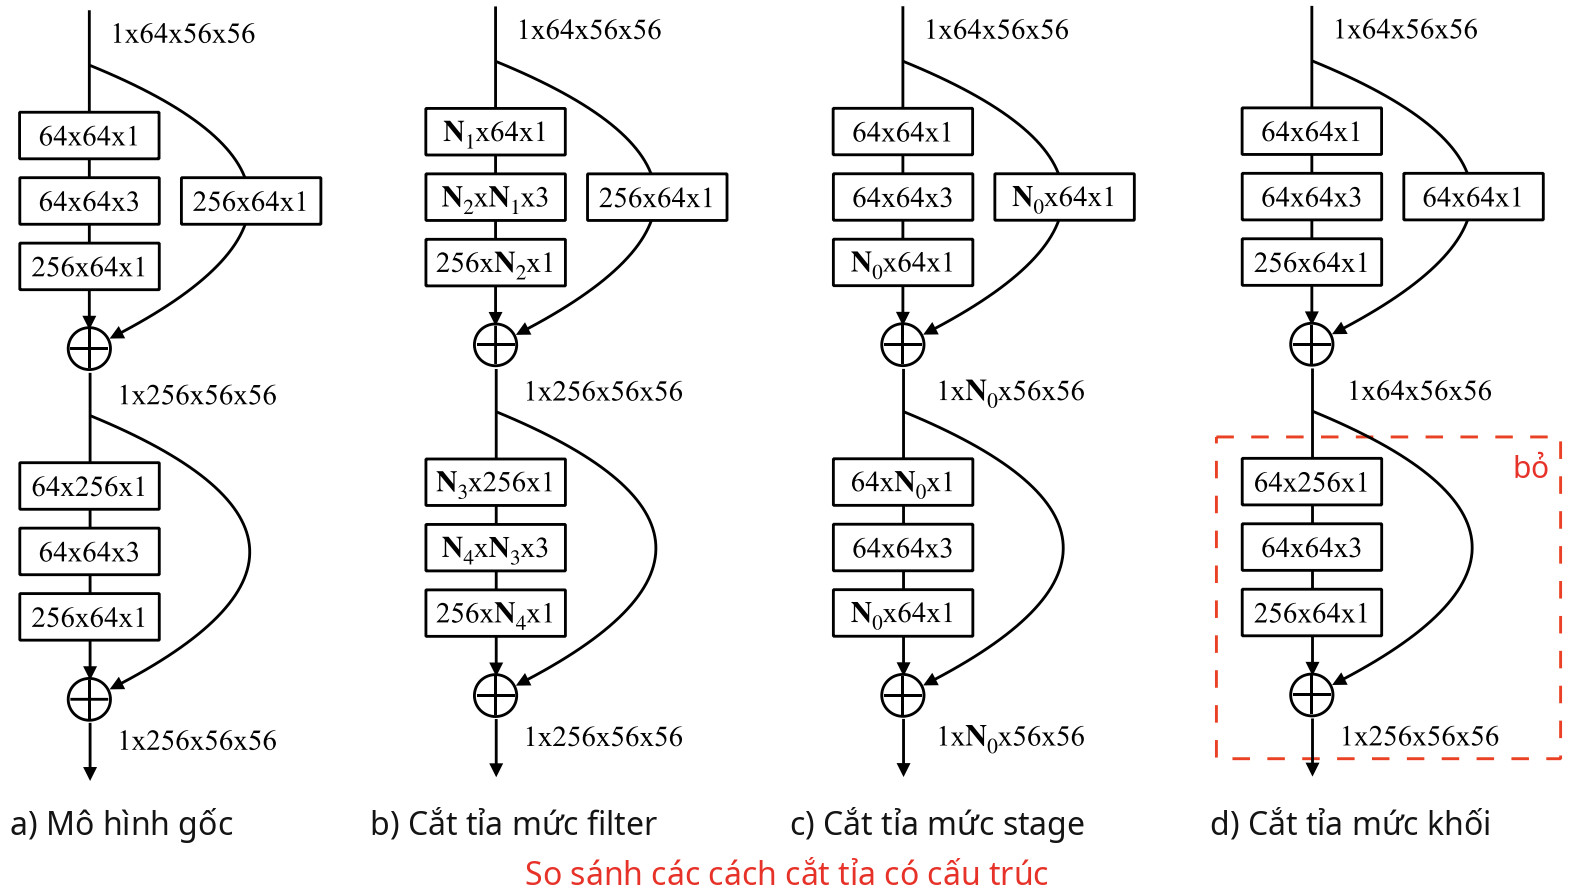 1x64x56x56
64x64x1
64x64x3
256x64x1
256x64x1
1x256x56x56
64x256x1
64x64x3
256x64x1
1x256x56x56
a) Mô hình gốc
1x64x56x56
N₁x64x1
N₂xN₁x3
256x64x1
256xN₂x1
1x256x56x56
N₃x256x1
N₄xN₃x3
256xN₄x1
1x256x56x56
b) Cắt tỉa mức filter
1x64x56x56
64x64x1
64x64x3
N₀x64x1
N₀x64x1
1xN₀x56x56
64xN₀x1
64x64x3
N₀x64x1
1xN₀x56x56
c) Cắt tỉa mức stage
1x64x56x56
64x64x1
64x64x3
64x64x1
256x64x1
1x64x56x56
bỏ
64x256x1
64x64x3
256x64x1
1x256x56x56
d) Cắt tỉa mức khối
So sánh các cách cắt tỉa có cấu trúc